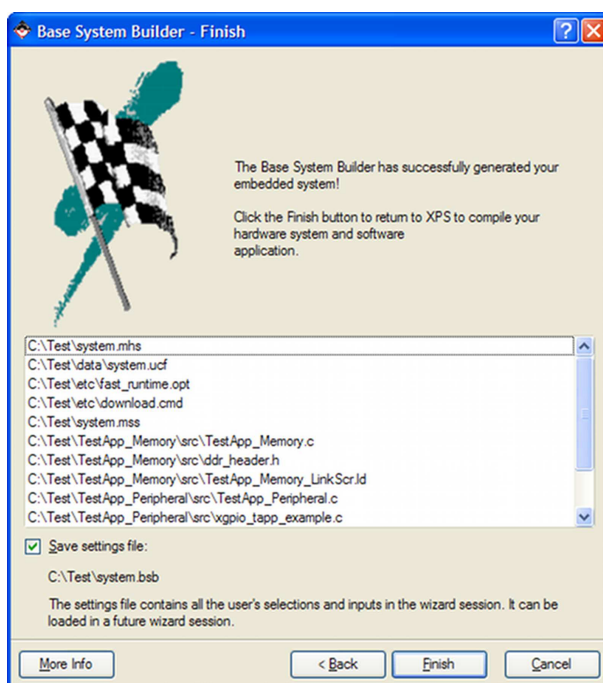 Base System Builder - Finish
The Base System Builder has successfully generated your
embedded system!
Click the Finish button to return to XPS to compile your
hardware system and software
application.
C:\Test\system.mhs
C:\Test\data\system.ucf
C:\Test\etc\fast_runtime.opt
C:\Test\etc\download.cmd
C:\Test\system.mss
C:\Test\TestApp_Memory\src\TestApp_Memory.c
C:\Test\TestApp_Memory\src\ddr_header.h
C:\Test\TestApp_Memory\src\TestApp_Memory_LinkScr.ld
C:\Test\TestApp_Peripheral\src\TestApp_Peripheral.c
C:\Test\TestApp_Peripheral\src\xgpio_tapp_example.c
Save settings file:
C:\Test\system.bsb
The settings file contains all the user's selections and inputs in the wizard session. It can be
loaded in a future wizard session.
More Info < Back Finish Cancel